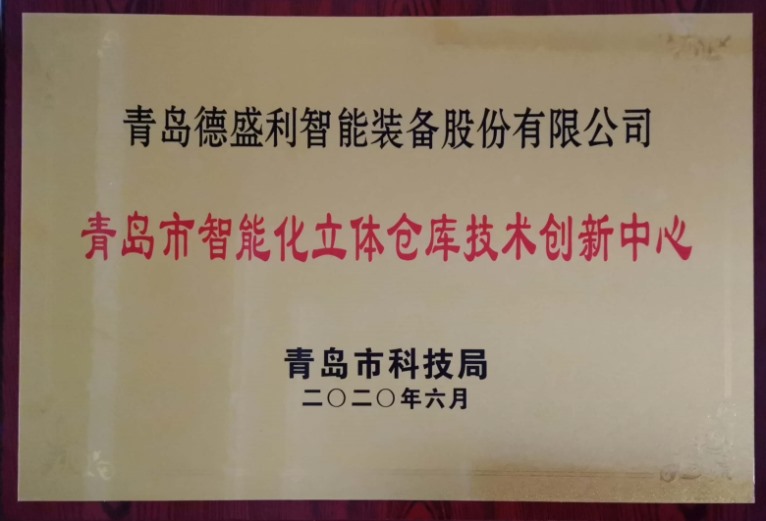 青岛德盛利智能装备股份有限公司
青岛市智能化立体仓库技术创新中心
青岛市科技局
二〇二〇年六月